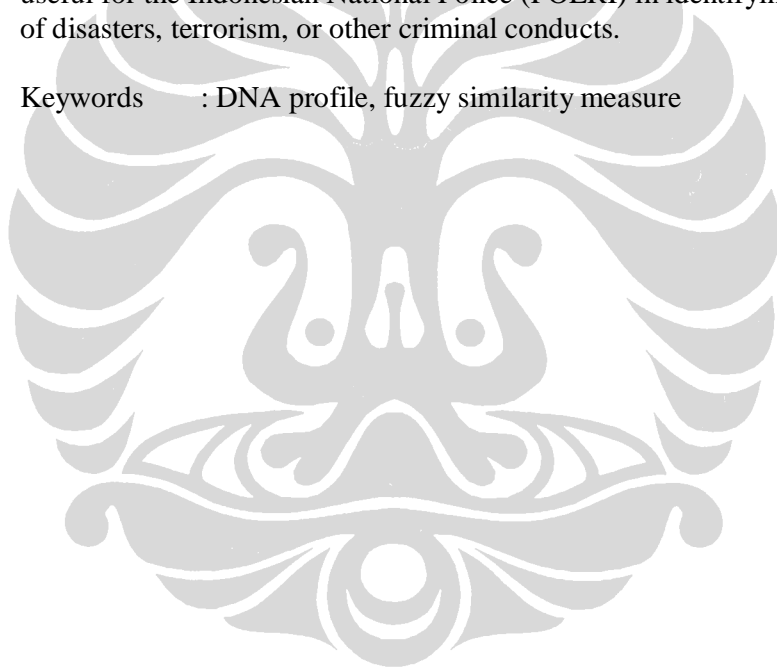 useful for the Indonesian National Police (POLRI) in identifyin
of disasters, terrorism, or other criminal conducts.
Keywords : DNA profile, fuzzy similarity measure